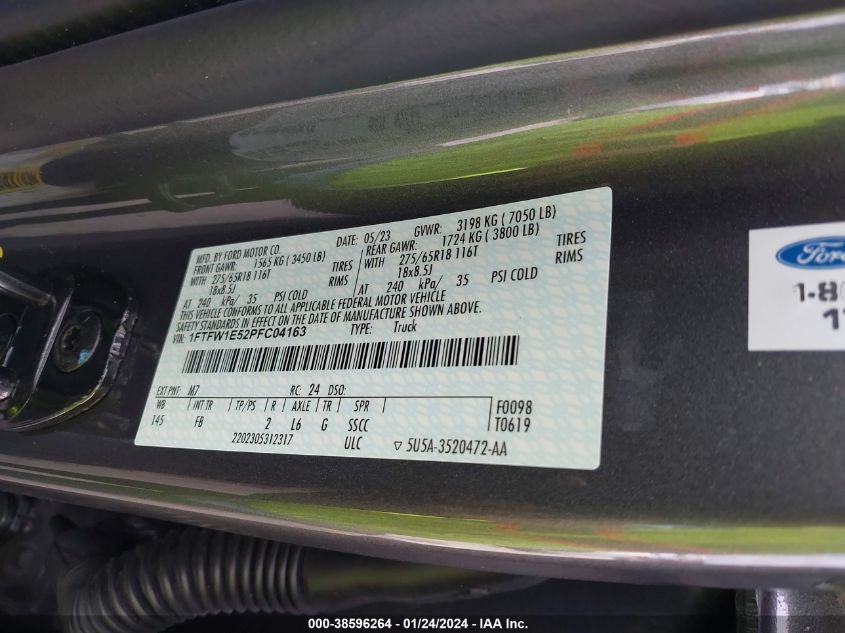 MFD. BY FORD MOTOR CO.
DATE: 05/23 GVWR: 3198 KG ( 7050 LB)
FRONT GAWR: 1565 KG ( 3450 LB) REAR GAWR: 1724 KG ( 3800 LB)
WITH 275/65R18 116T TIRES WITH 275/65R18 116T TIRES
18x8.5J RIMS 18x8.5J RIMS
AT 240 kPa/ 35 PSI COLD AT 240 kPa/ 35 PSI COLD
THIS VEHICLE CONFORMS TO ALL APPLICABLE FEDERAL MOTOR VEHICLE
SAFETY STANDARDS IN EFFECT ON THE DATE OF MANUFACTURE SHOWN ABOVE.
VIN: 1FTFW1E52PFC04163 TYPE: Truck
EXT PNT: M7 RC: 24 DSO:
WB INT TR TP/PS R AXLE TR SPR F0098
145 FB 2 L6 G SSCC T0619
2202305312317 ULC ▽ 5U5A-3520472-AA
Ford
000-38596264 - 01/24/2024 - IAA Inc.